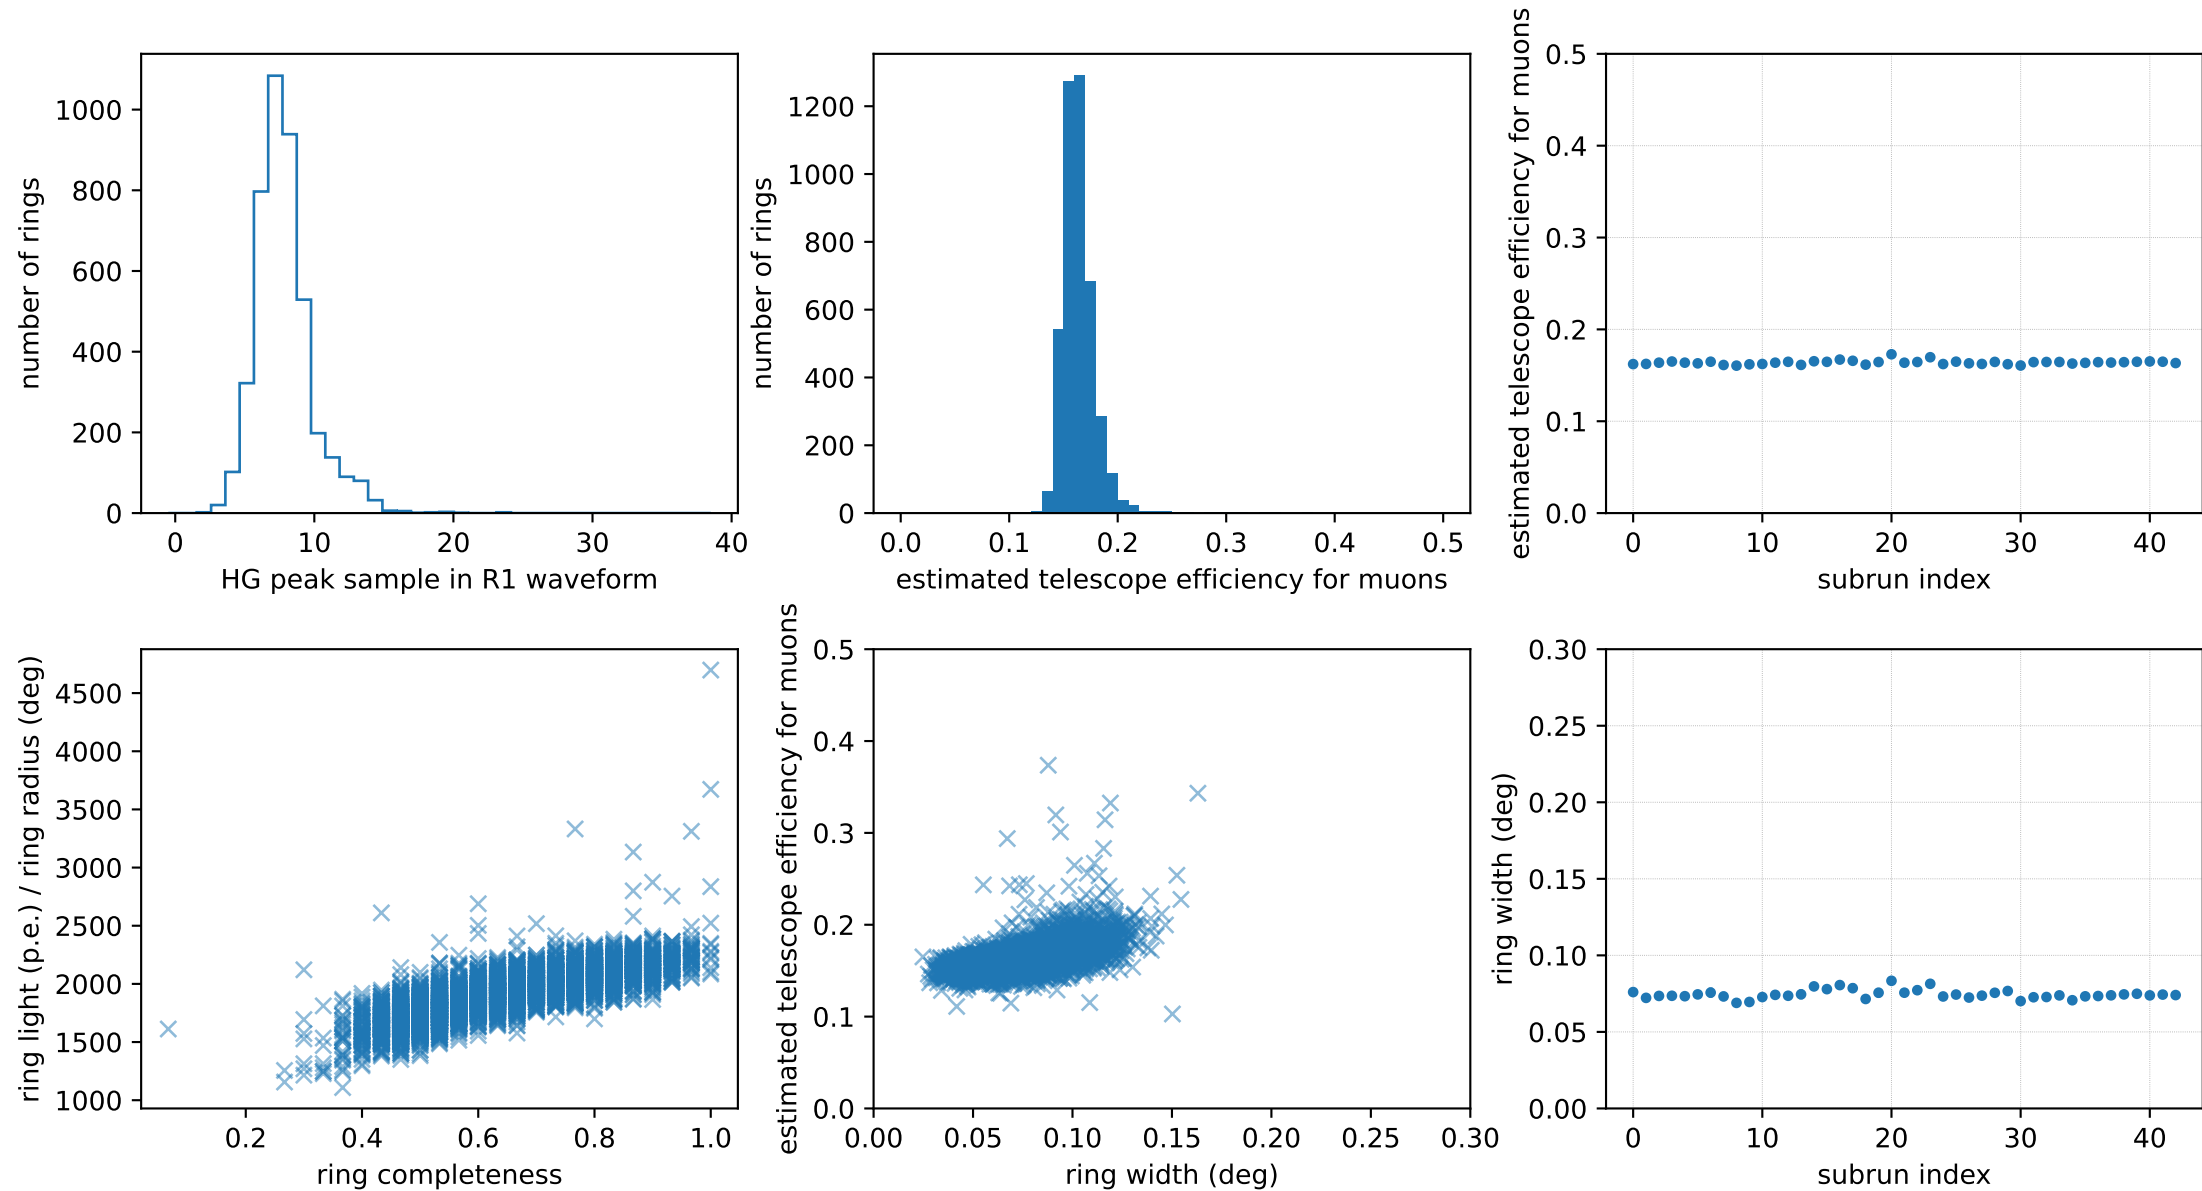 number of rings
1000
800
600
400
200
0
0 10 20 30 40
HG peak sample in R1 waveform
number of rings
1200
1000
800
600
400
200
0
0.0 0.1 0.2 0.3 0.4 0.5
estimated telescope efficiency for muons
estimated telescope efficiency for muons
0.5
0.4
0.3
0.2
0.1
0.0
0 10 20 30 40
subrun index
ring light (p.e.) / ring radius (deg)
4500
4000
3500
3000
2500
2000
1500
1000
0.2 0.4 0.6 0.8 1.0
ring completeness
estimated telescope efficiency for muons
0.5
0.4
0.3
0.2
0.1
0.0
0.00 0.05 0.10 0.15 0.20 0.25 0.30
ring width (deg)
ring width (deg)
0.30
0.25
0.20
0.15
0.10
0.05
0.00
0 10 20 30 40
subrun index